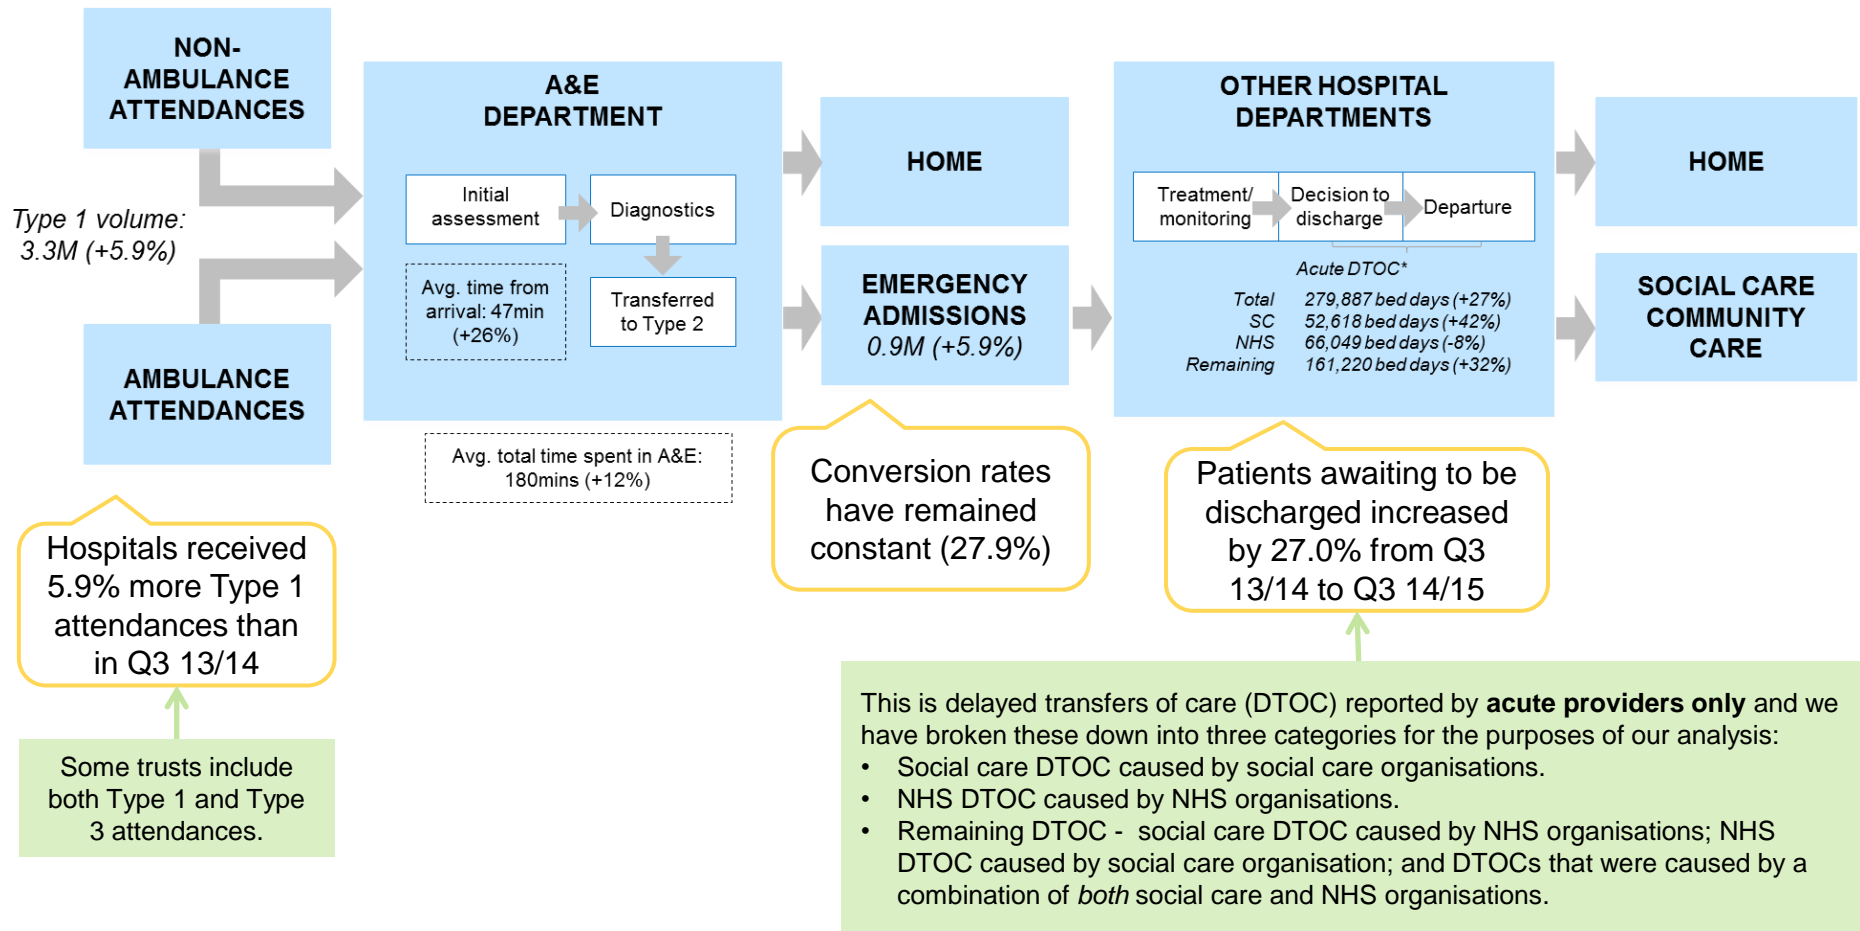 NON-
AMBULANCE
ATTENDANCES
Type 1 volume:
3.3M (+5.9%)
AMBULANCE
ATTENDANCES
A&E
DEPARTMENT
Initial
assessment
Diagnostics
Avg. time from
arrival: 47min
(+26%)
Transferred
to Type 2
Avg. total time spent in A&E:
180mins (+12%)
HOME
EMERGENCY
ADMISSIONS
0.9M (+5.9%)
OTHER HOSPITAL
DEPARTMENTS
Treatment/
monitoring
Decision to
discharge
Departure
Acute DTOC*
Total 279,887 bed days (+27%)
SC 52,618 bed days (+42%)
NHS 66,049 bed days (-8%)
Remaining 161,220 bed days (+32%)
HOME
SOCIAL CARE
COMMUNITY
CARE
Hospitals received
5.9% more Type 1
attendances than
in Q3 13/14
Conversion rates
have remained
constant (27.9%)
Patients awaiting to be
discharged increased
by 27.0% from Q3
13/14 to Q3 14/15
Some trusts include
both Type 1 and Type
3 attendances.
This is delayed transfers of care (DTOC) reported by acute providers only and we
have broken these down into three categories for the purposes of our analysis:
• Social care DTOC caused by social care organisations.
• NHS DTOC caused by NHS organisations.
• Remaining DTOC - social care DTOC caused by NHS organisations; NHS
DTOC caused by social care organisation; and DTOCs that were caused by a
combination of both social care and NHS organisations.